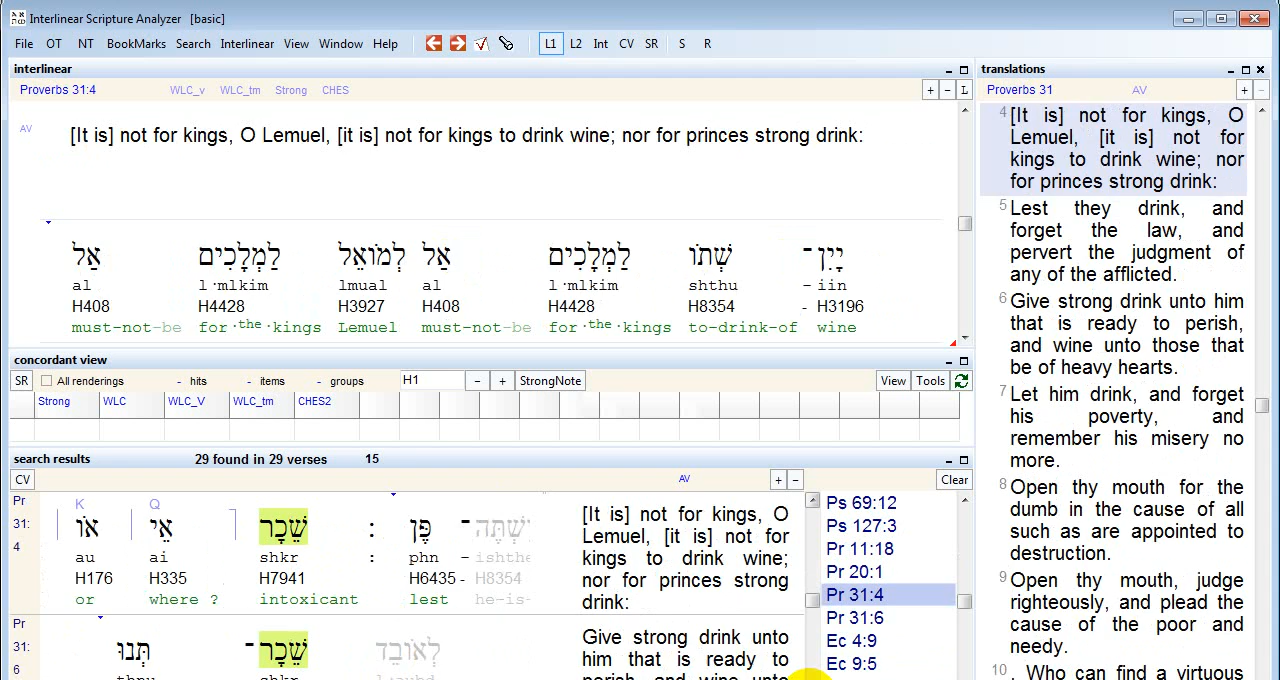 Interlinear Scripture Analyzer [basic]
File OT NT BookMarks Search Interlinear View Window Help L1 L2 Int CV SR S R
interlinear
Proverbs 31:4 WLC_v WLC_tm Strong CHES + - L
AV [It is] not for kings, O Lemuel, [it is] not for kings to drink wine; nor for princes strong drink:
אַל לַמְלָכִים לְמוֹאֵל אַל לַמְלָכִים שְׁתוֹ ־יָיִן
al l·mlkim lmual al l·mlkim shthu - iin
H408 H4428 H3927 H408 H4428 H8354 - H3196
must-not-be for·the·kings Lemuel must-not-be for·the·kings to-drink-of wine
concordant view
SR All renderings - hits - items - groups H1 - + StrongNote View Tools
Strong WLC WLC_V WLC_tm CHES2
search results 29 found in 29 verses 15
CV AV + - Clear
Pr
31:
4
K Q
אוֹ אֵי שֵׁכָר : פֶּן ־יִשְׁתֶּה
au ai shkr : phn - ishthe
H176 H335 H7941 H6435 - H8354
or where ? intoxicant lest he-is-
[It is] not for kings, O
Lemuel, [it is] not for
kings to drink wine;
nor for princes strong
drink:
Pr
31:
6
תְּנוּ ־שֵׁכָר לְאוֹבֵד
shkr
Give strong drink unto
him that is ready to
perish, and wine unto
Ps 69:12
Ps 127:3
Pr 11:18
Pr 20:1
Pr 31:4
Pr 31:6
Ec 4:9
Ec 9:5
translations
Proverbs 31 AV + -
4 [It is] not for kings, O
Lemuel, [it is] not for
kings to drink wine; nor
for princes strong drink:
5 Lest they drink, and
forget the law, and
pervert the judgment of
any of the afflicted.
6 Give strong drink unto him
that is ready to perish,
and wine unto those that
be of heavy hearts.
7 Let him drink, and forget
his poverty, and
remember his misery no
more.
8 Open thy mouth for the
dumb in the cause of all
such as are appointed to
destruction.
9 Open thy mouth, judge
righteously, and plead the
cause of the poor and
needy.
10 . Who can find a virtuous